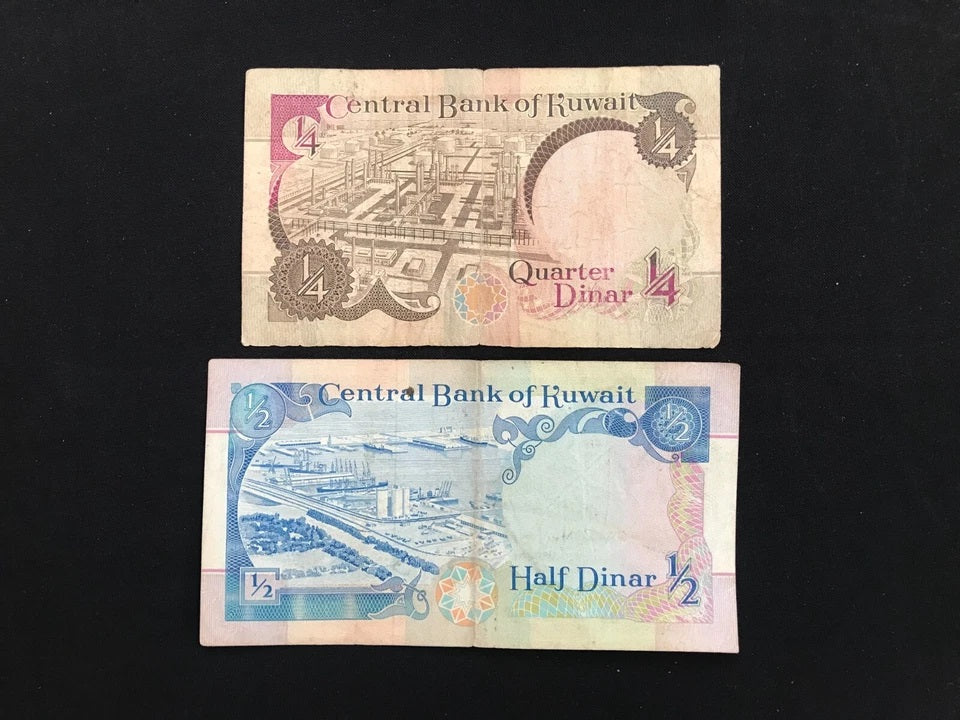 Central Bank of Kuwait
1/4
1/4
1/4
Quarter
Dinar 1/4
Central Bank of Kuwait
1/2
1/2
Half Dinar 1/2
1/2